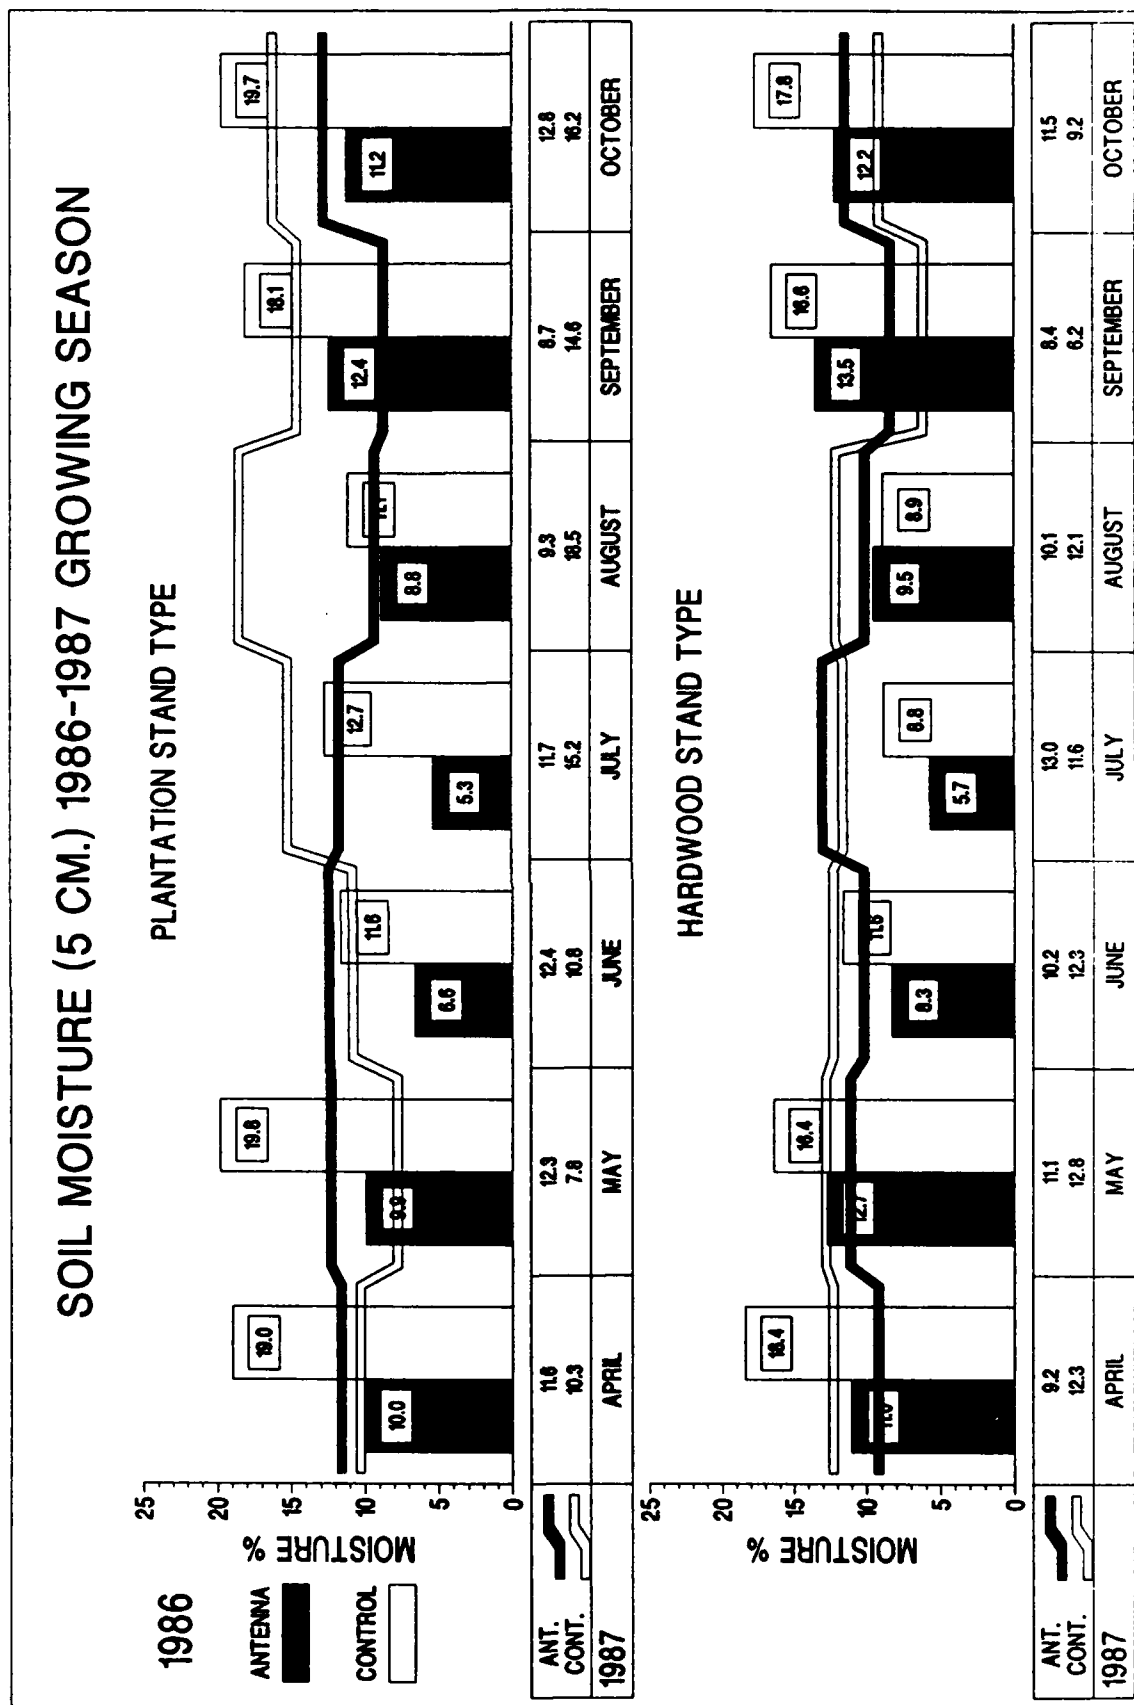 SOIL MOISTURE (5 CM.) 1986-1987 GROWING SEASON
1986
ANTENNA
CONTROL
PLANTATION STAND TYPE
MOISTURE %
25
20
15
10
5
0
10.0 19.0 9.9 19.8 6.6 11.6 5.3 12.7 8.8 12.4 18.1 11.2 19.7
ANT. 11.6 12.3 12.4 11.7 9.3 8.7 12.8
CONT. 10.3 7.8 10.8 15.2 18.5 14.6 16.2
1987 APRIL MAY JUNE JULY AUGUST SEPTEMBER OCTOBER
HARDWOOD STAND TYPE
MOISTURE %
25
20
15
10
5
0
18.4 12.7 16.4 8.3 11.6 5.7 8.8 9.5 8.9 13.5 16.6 12.2 17.8
ANT. 9.2 11.1 10.2 13.0 10.1 8.4 11.5
CONT. 12.3 12.8 12.3 11.6 12.1 6.2 9.2
1987 APRIL MAY JUNE JULY AUGUST SEPTEMBER OCTOBER